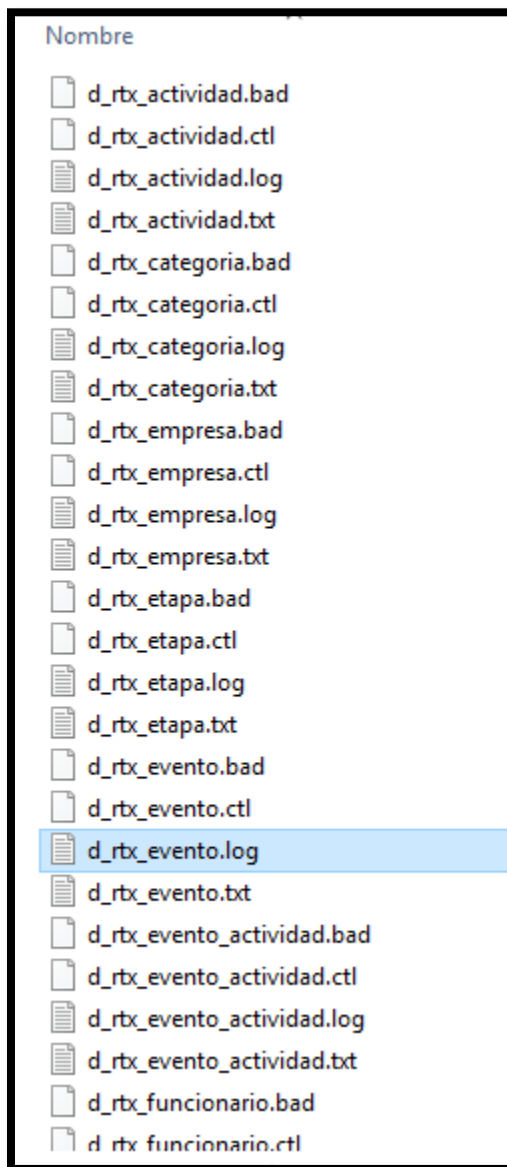 Nombre
d_rtx_actividad.bad
d_rtx_actividad.ctl
d_rtx_actividad.log
d_rtx_actividad.txt
d_rtx_categoria.bad
d_rtx_categoria.ctl
d_rtx_categoria.log
d_rtx_categoria.txt
d_rtx_empresa.bad
d_rtx_empresa.ctl
d_rtx_empresa.log
d_rtx_empresa.txt
d_rtx_etapa.bad
d_rtx_etapa.ctl
d_rtx_etapa.log
d_rtx_etapa.txt
d_rtx_evento.bad
d_rtx_evento.ctl
d_rtx_evento.log
d_rtx_evento.txt
d_rtx_evento_actividad.bad
d_rtx_evento_actividad.ctl
d_rtx_evento_actividad.log
d_rtx_evento_actividad.txt
d_rtx_funcionario.bad
d_rtx_funcionario.ctl